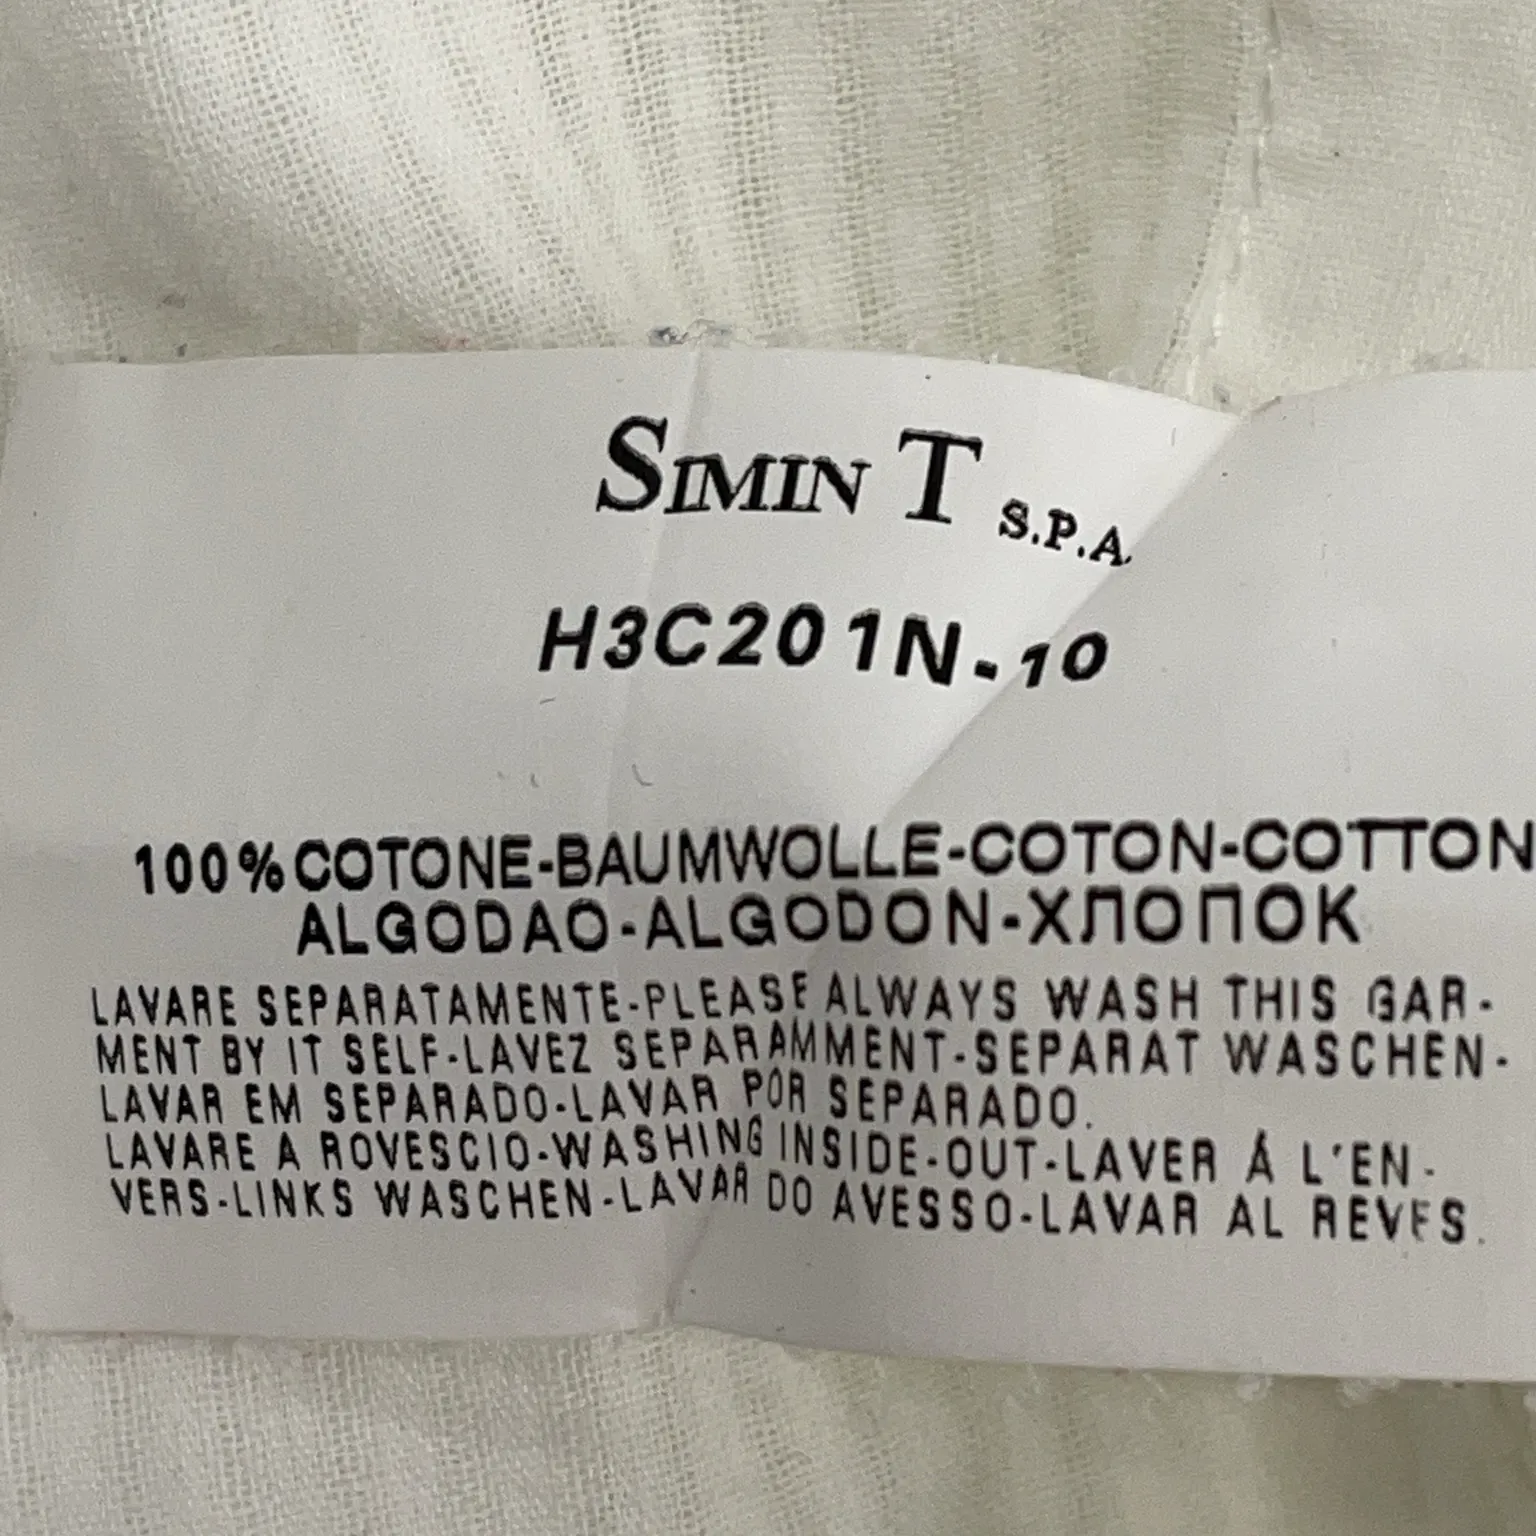 SIMIN T S.P.A.
H3C201N-10
100% COTONE-BAUMWOLLE-COTON-COTTON
ALGODAO-ALGODON-ХЛОПОК
LAVARE SEPARATAMENTE-PLEASE ALWAYS WASH THIS GAR-
MENT BY IT SELF-LAVEZ SEPARAMMENT-SEPARAT WASCHEN-
LAVAR EM SEPARADO-LAVAR POR SEPARADO.
LAVARE A ROVESCIO-WASHING INSIDE-OUT-LAVER Á L'EN-
VERS-LINKS WASCHEN-LAVAR DO AVESSO-LAVAR AL REVES.